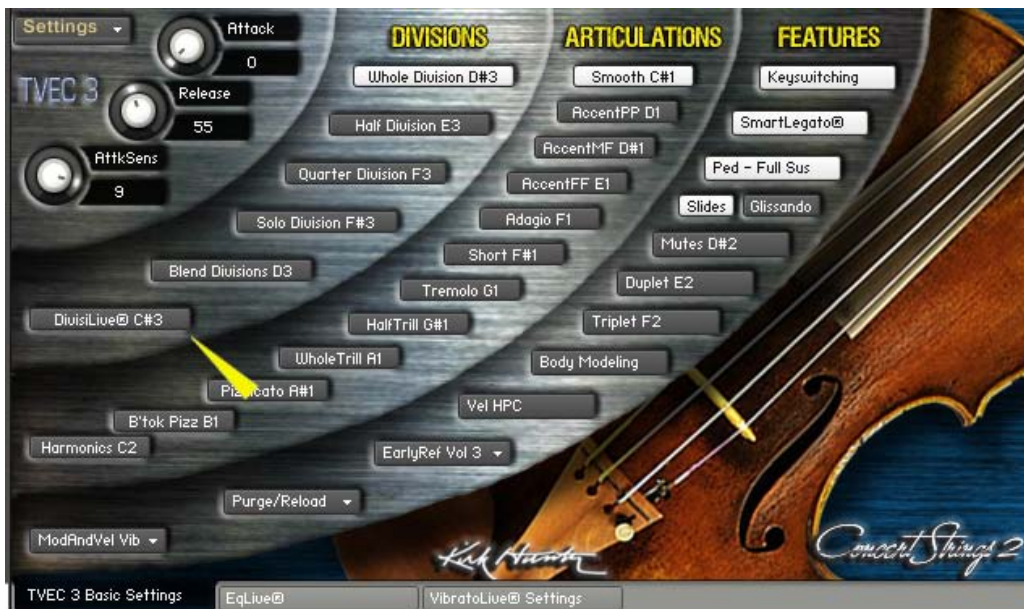 Settings
Attack
0
TVEC 3
Release
55
AttkSens
9
DIVISIONS
Whole Division D#3
Half Division E3
Quarter Division F3
Solo Division F#3
Blend Divisions D3
DivisiLive® C#3
ARTICULATIONS
Smooth C#1
AccentPP D1
AccentMF D#1
AccentFF E1
Adagio F1
Short F#1
Tremolo G1
HalfTrill G#1
WholeTrill A1
Pizzicato A#1
B'tok Pizz B1
Harmonics C2
FEATURES
Keyswitching
SmartLegato®
Ped - Full Sus
Slides Glissando
Mutes D#2
Duplet E2
Triplet F2
Body Modeling
Vel HPC
EarlyRef Vol 3
Purge/Reload
ModAndVel Vib
Kirk Hunter
Concert Strings 2
TVEC 3 Basic Settings EqLive® VibratoLive® Settings